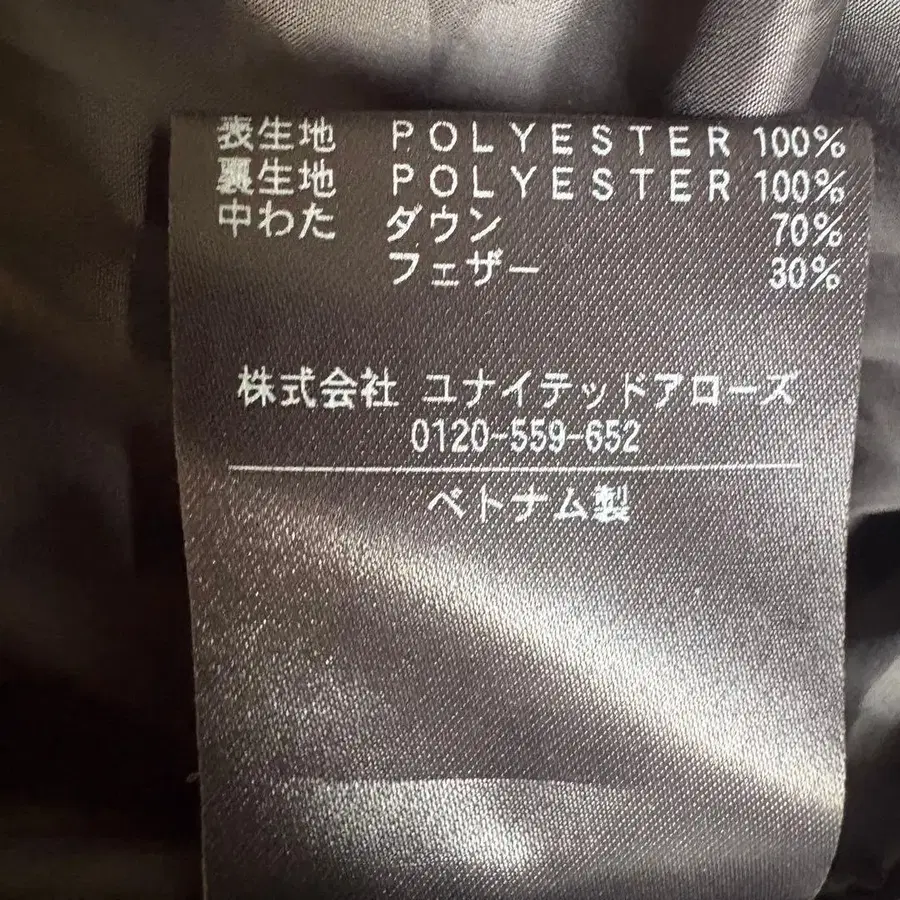 表生地 POLYESTER 100%
裏生地 POLYESTER 100%
中わた ダウン 70%
フェザー 30%
株式会社 ユナイテッドアローズ
0120-559-652
ベトナム製